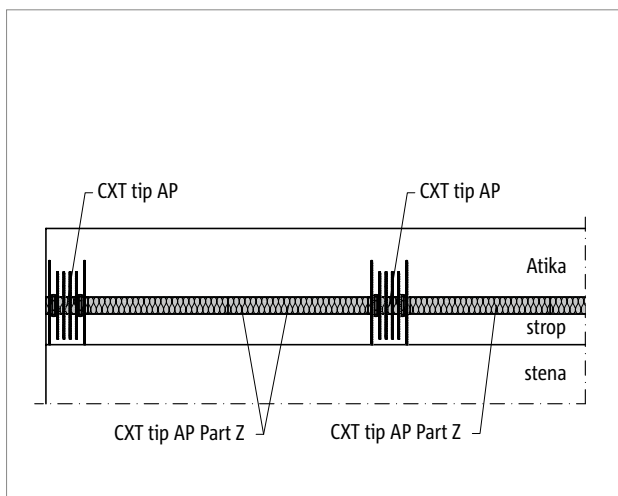 CXT tip AP
CXT tip AP
Atika
strop
stena
CXT tip AP Part Z
CXT tip AP Part Z